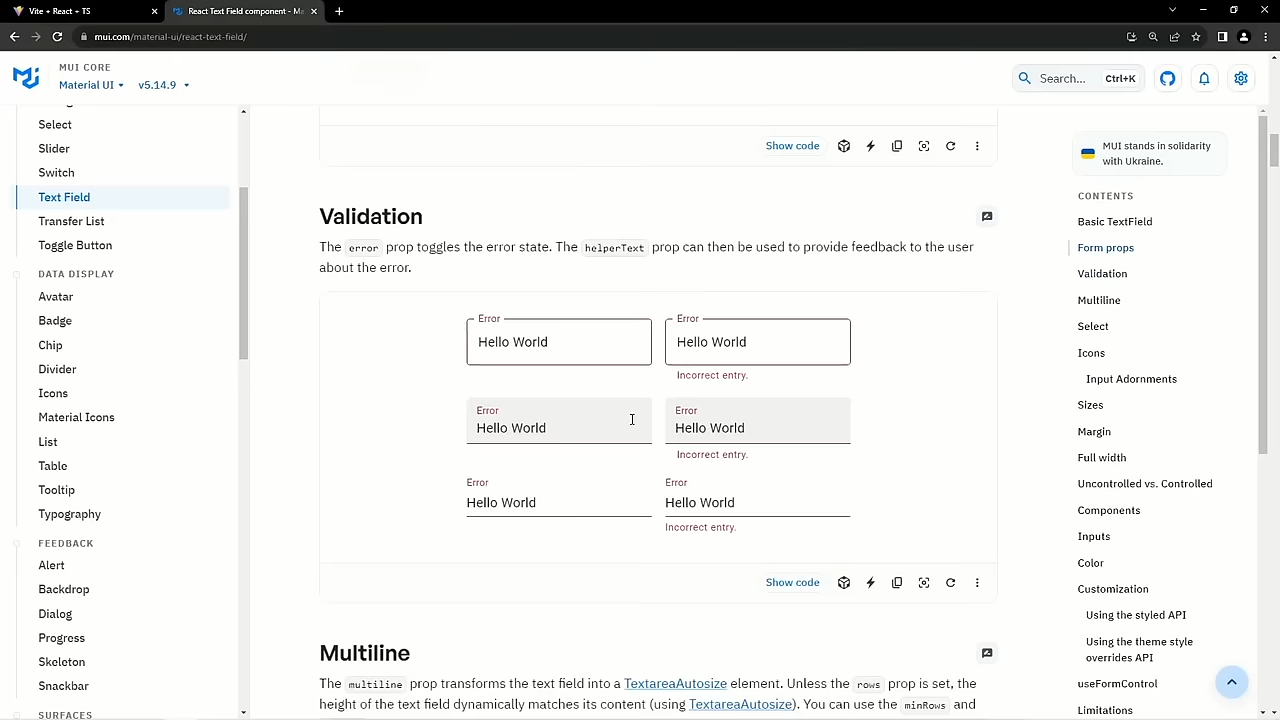 Vite + React + TS
React Text Field component - Ma
mui.com/material-ui/react-text-field/
MUI CORE
Material UI
v5.14.9
Search...
Ctrl+K
Select
Slider
Switch
Text Field
Transfer List
Toggle Button
DATA DISPLAY
Avatar
Badge
Chip
Divider
Icons
Material Icons
List
Table
Tooltip
Typography
FEEDBACK
Alert
Backdrop
Dialog
Progress
Skeleton
Snackbar
SURFACES
Show code
Validation
The error prop toggles the error state. The helperText prop can then be used to provide feedback to the user
about the error.
Error
Hello World
Error
Hello World
Incorrect entry.
Error
Hello World
Error
Hello World
Incorrect entry.
Error
Hello World
Error
Hello World
Incorrect entry.
Show code
Multiline
The multiline prop transforms the text field into a TextareaAutosize element. Unless the rows prop is set, the
height of the text field dynamically matches its content (using TextareaAutosize). You can use the minRows and
MUI stands in solidarity
with Ukraine.
CONTENTS
Basic TextField
Form props
Validation
Multiline
Select
Icons
Input Adornments
Sizes
Margin
Full width
Uncontrolled vs. Controlled
Components
Inputs
Color
Customization
Using the styled API
Using the theme style
overrides API
useFormControl
Limitations